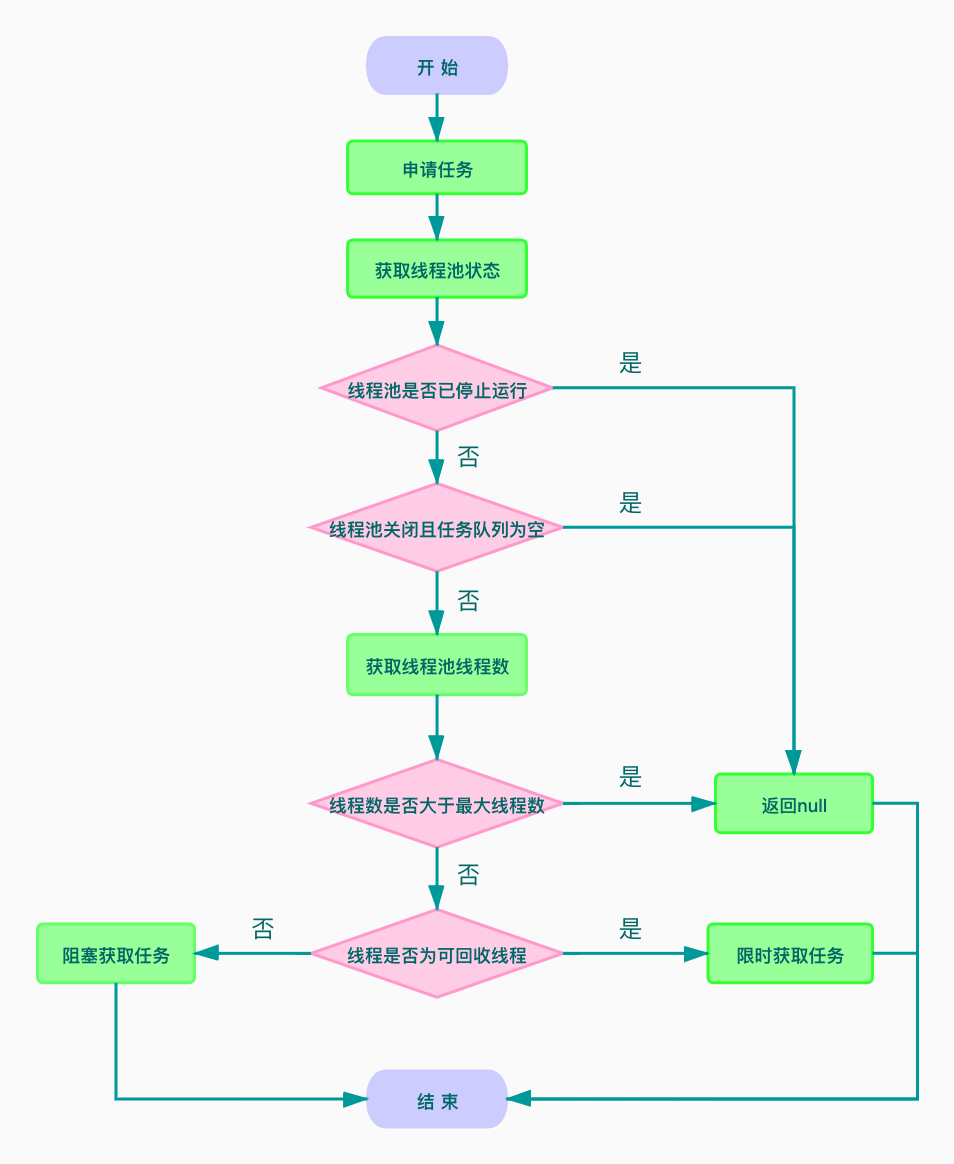 开 始
申请任务
获取线程池状态
是
线程池是否已停止运行
否
是
线程池关闭且任务队列为空
否
获取线程池线程数
是
线程数是否大于最大线程数
返回null
否
否
是
阻塞获取任务
线程是否为可回收线程
限时获取任务
结 束